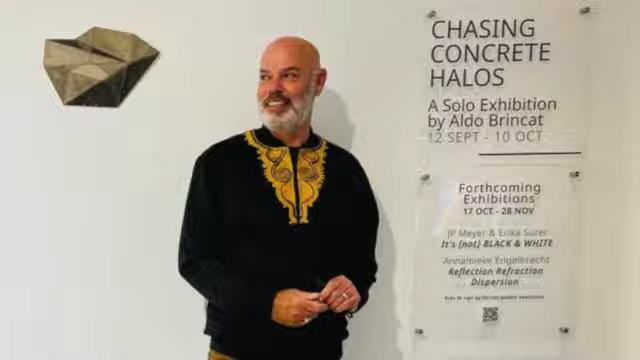 CHASING
CONCRETE
HALOS
A Solo Exhibition
by Aldo Brincat
12 SEPT - 10 OCT
Forthcoming
Exhibitions
17 OCT - 28 NOV
JP Meyer & Erika Surer
It's (not) BLACK & WHITE
Annamieke Engelbrecht
Reflection Refraction
Dispersion